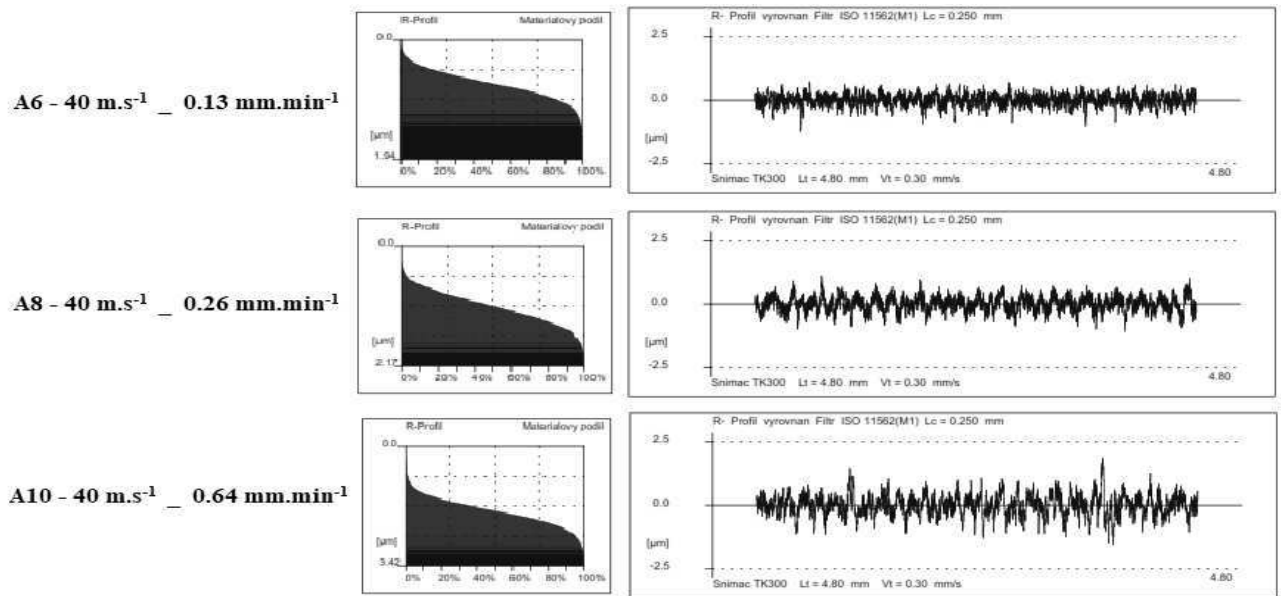 R-Profil Materialovy podil
0.0
[µm]
1.94
0% 20% 40% 60% 80% 100%
R- Profil vyrovnan Filtr ISO 11562(M1) Lc = 0.250 mm
2.5
0.0
[µm]
-2.5
4.80
Snimac TK300 Lt = 4.80 mm Vt = 0.30 mm/s
A6 - 40 m.s-1 _ 0.13 mm.min-1
R-Profil Materialovy podil
0.0
[µm]
2.17
0% 20% 40% 60% 80% 100%
R- Profil vyrovnan Filtr ISO 11562(M1) Lc = 0.250 mm
2.5
0.0
[µm]
-2.5
4.80
Snimac TK300 Lt = 4.80 mm Vt = 0.30 mm/s
A8 - 40 m.s-1 _ 0.26 mm.min-1
R-Profil Materialovy podil
0.0
[µm]
3.42
0% 20% 40% 60% 80% 100%
R- Profil vyrovnan Filtr ISO 11562(M1) Lc = 0.250 mm
2.5
0.0
[µm]
-2.5
4.80
Snimac TK300 Lt = 4.80 mm Vt = 0.30 mm/s
A10 - 40 m.s-1 _ 0.64 mm.min-1